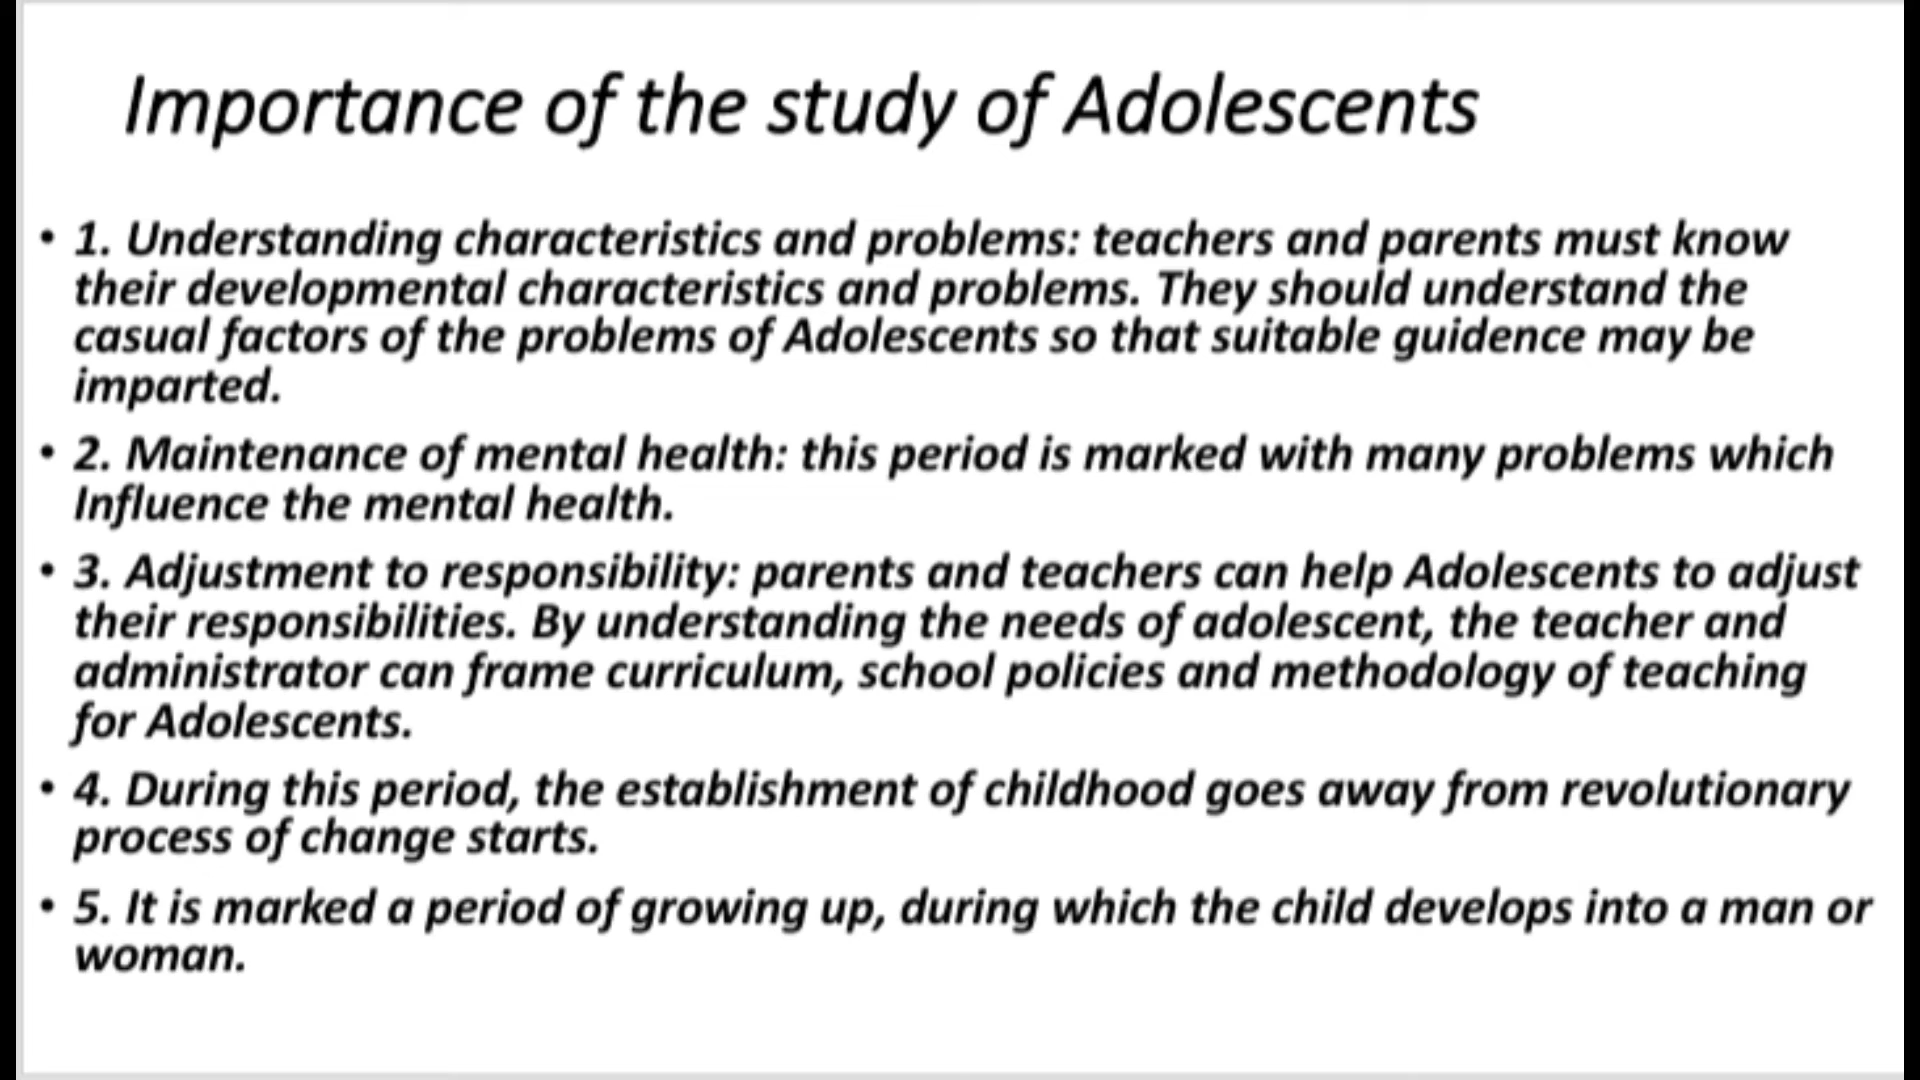 Importance of the study of Adolescents
• 1. Understanding characteristics and problems: teachers and parents must know
their developmental characteristics and problems. They should understand the
casual factors of the problems of Adolescents so that suitable guidence may be
imparted.
• 2. Maintenance of mental health: this period is marked with many problems which
Influence the mental health.
• 3. Adjustment to responsibility: parents and teachers can help Adolescents to adjust
their responsibilities. By understanding the needs of adolescent, the teacher and
administrator can frame curriculum, school policies and methodology of teaching
for Adolescents.
• 4. During this period, the establishment of childhood goes away from revolutionary
process of change starts.
• 5. It is marked a period of growing up, during which the child develops into a man or
woman.